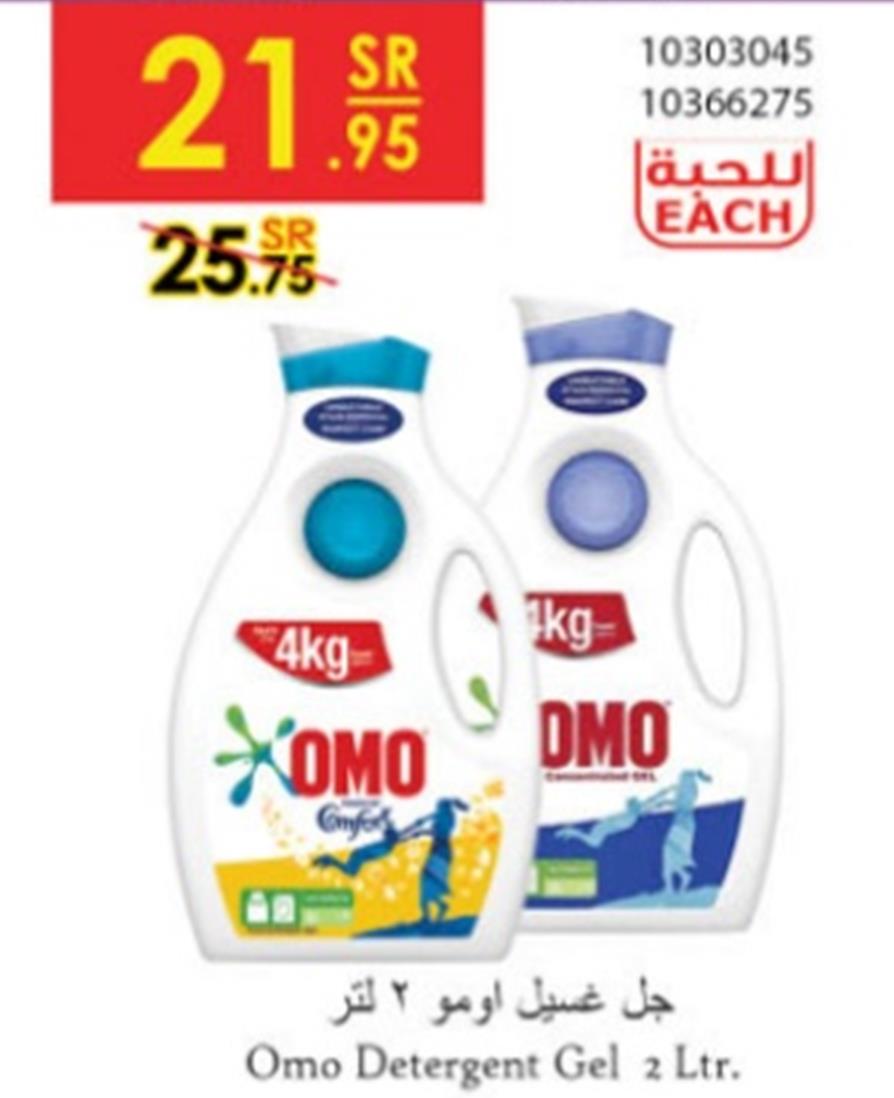 21.95 SR
25.75 SR
10303045
10366275
للحبة
EACH
4kg
OMO
Comfort
4kg
OMO
Concentrated GEL
جل غسيل اومو ٢ لتر
Omo Detergent Gel 2 Ltr.